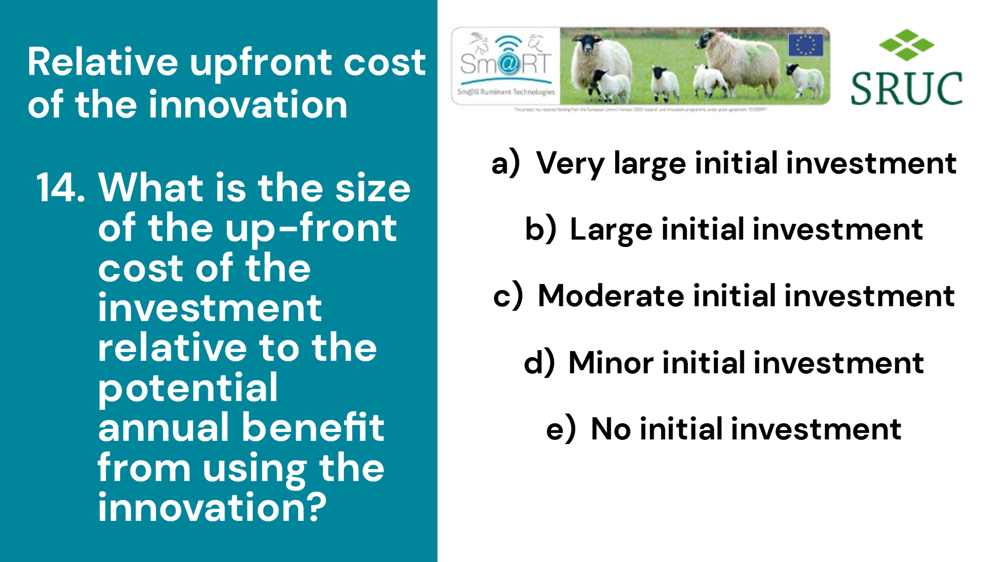 Relative upfront cost
of the innovation
14. What is the size
of the up-front
cost of the
investment
relative to the
potential
annual benefit
from using the
innovation?
Sm@RT
Sm@ll Ruminant Technologies
This project has received funding from the European Union's Horizon 2020 research and innovation programme, under grant agreement
SRUC
a) Very large initial investment
b) Large initial investment
c) Moderate initial investment
d) Minor initial investment
e) No initial investment